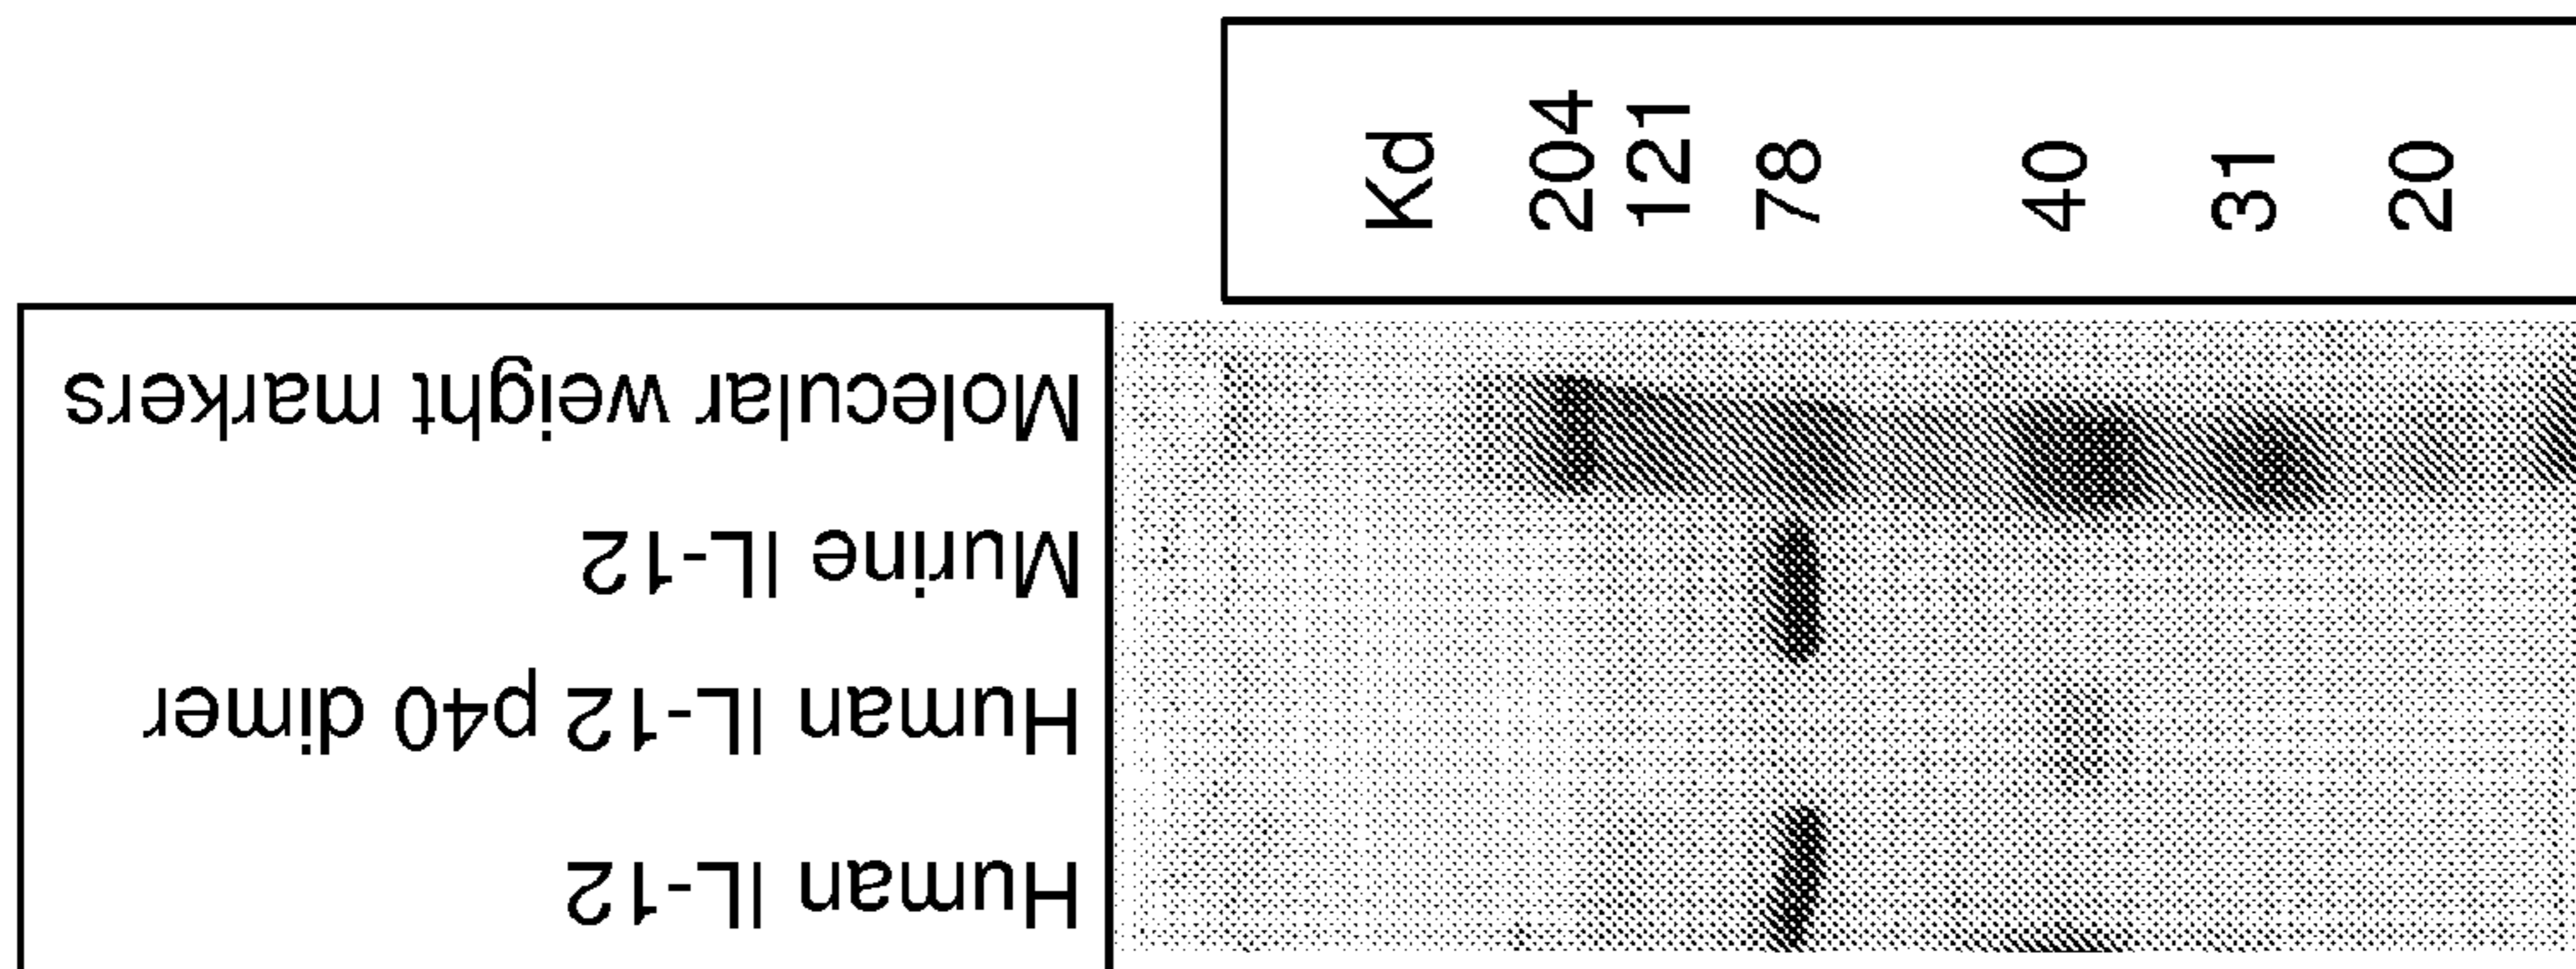 Kd
204
121
78
40
31
20
Molecular weight markers
Murine IL-12
Human IL-12 p40 dimer
Human IL-12